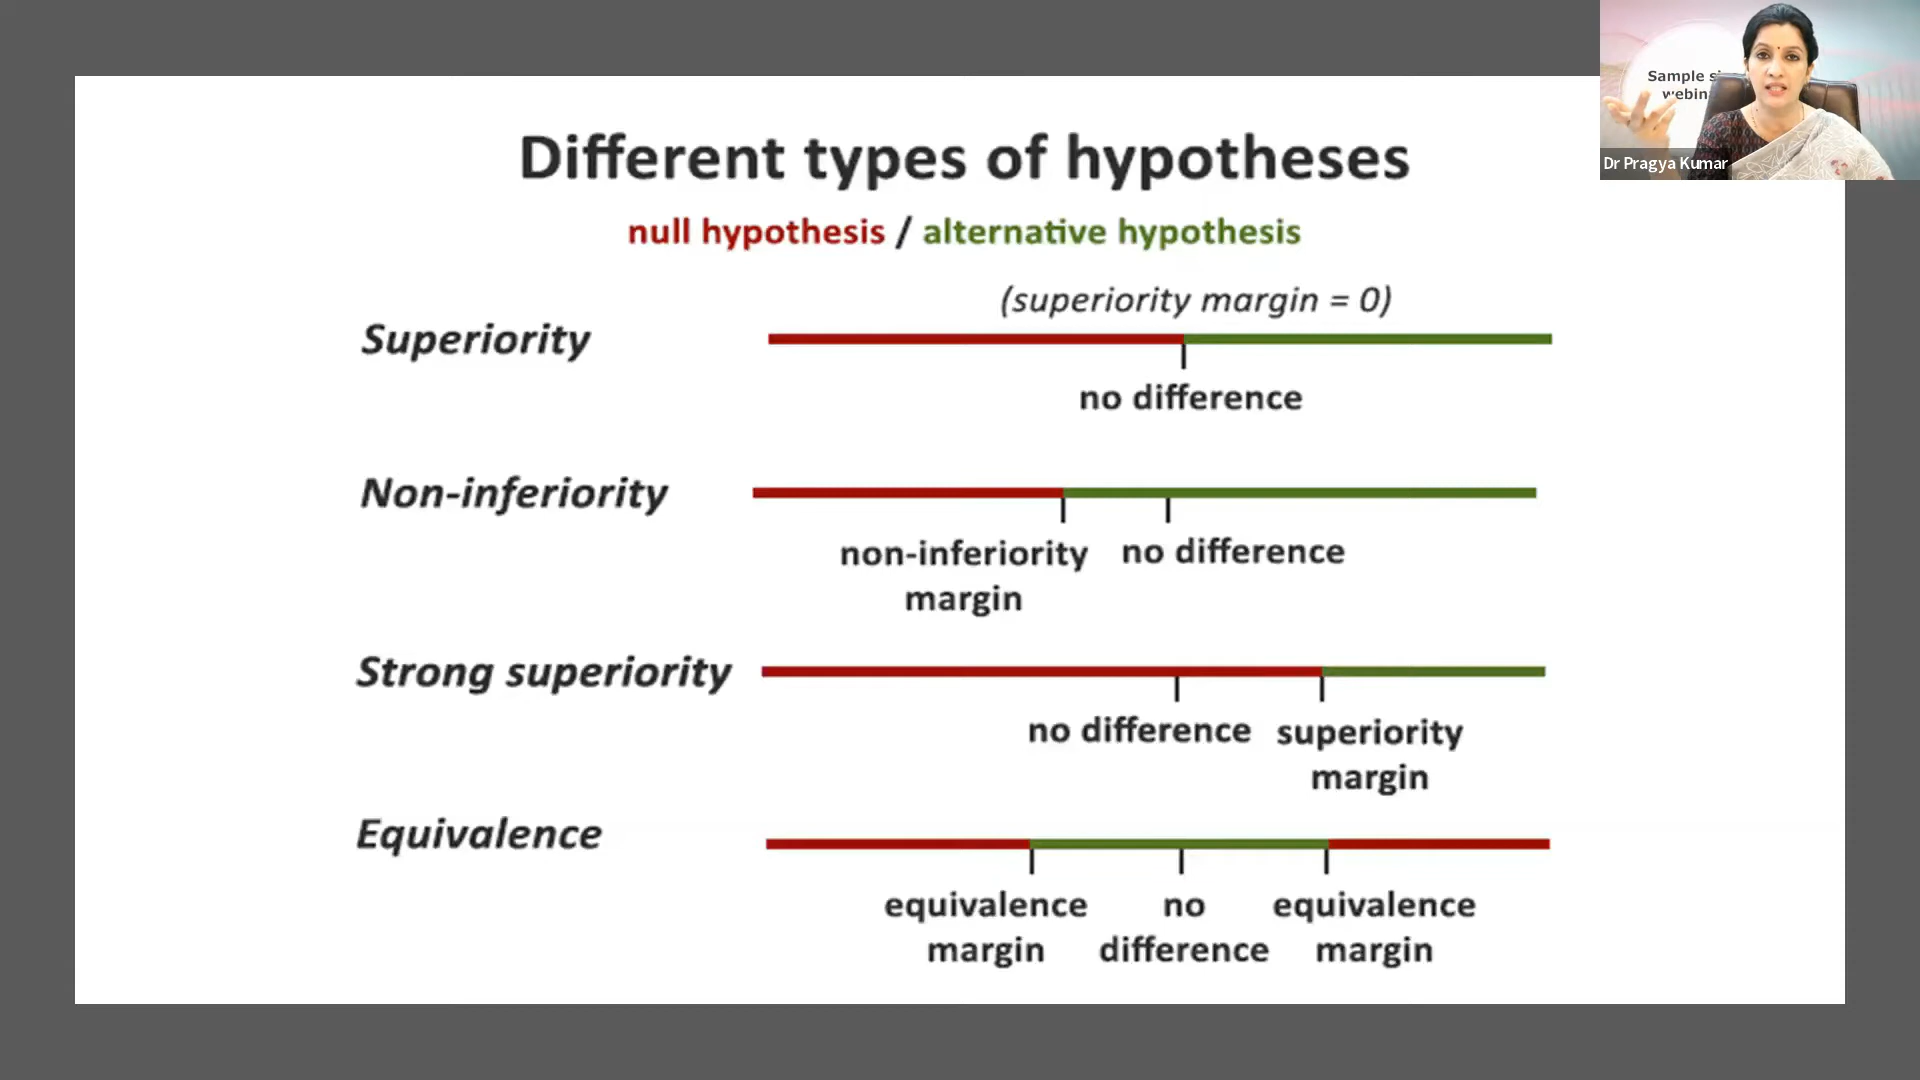 Different types of hypotheses
null hypothesis / alternative hypothesis
(superiority margin = 0)
Superiority
no difference
Non-inferiority
non-inferiority
margin
no difference
Strong superiority
no difference
superiority
margin
Equivalence
equivalence
margin
no
difference
equivalence
margin
Sample
Dr Pragya Kumar